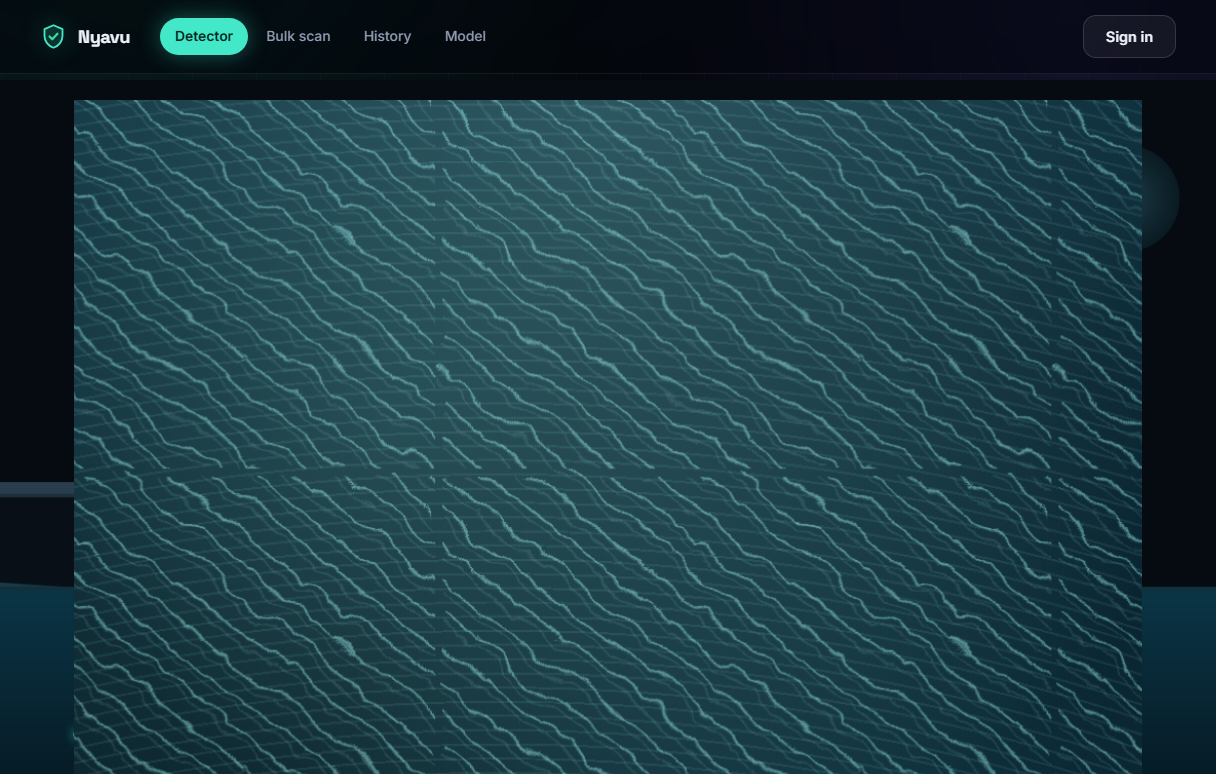 Nyavu
Detector
Bulk scan
History
Model
Sign in